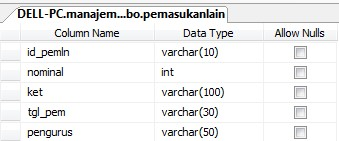 DELL-PC.manajem...bo.pemasukanlain
Column Name Data Type Allow Nulls
id_pemln varchar(10)
nominal int
ket varchar(100)
tgl_pem varchar(30)
pengurus varchar(50)